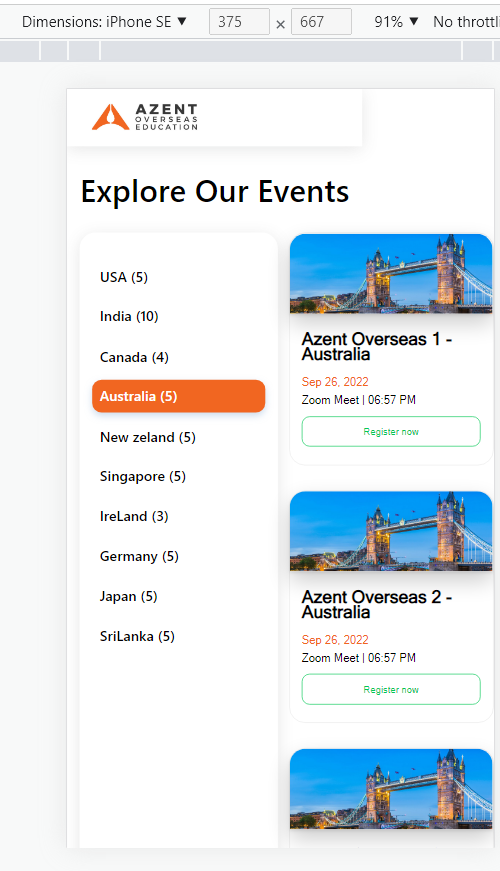 Dimensions: iPhone SE ▼ 375 × 667 91% ▼ No throttli
AZENT
OVERSEAS
EDUCATION
Explore Our Events
USA (5)
India (10)
Canada (4)
Australia (5)
New zeland (5)
Singapore (5)
IreLand (3)
Germany (5)
Japan (5)
SriLanka (5)
Azent Overseas 1 -
Australia
Sep 26, 2022
Zoom Meet | 06:57 PM
Register now
Azent Overseas 2 -
Australia
Sep 26, 2022
Zoom Meet | 06:57 PM
Register now